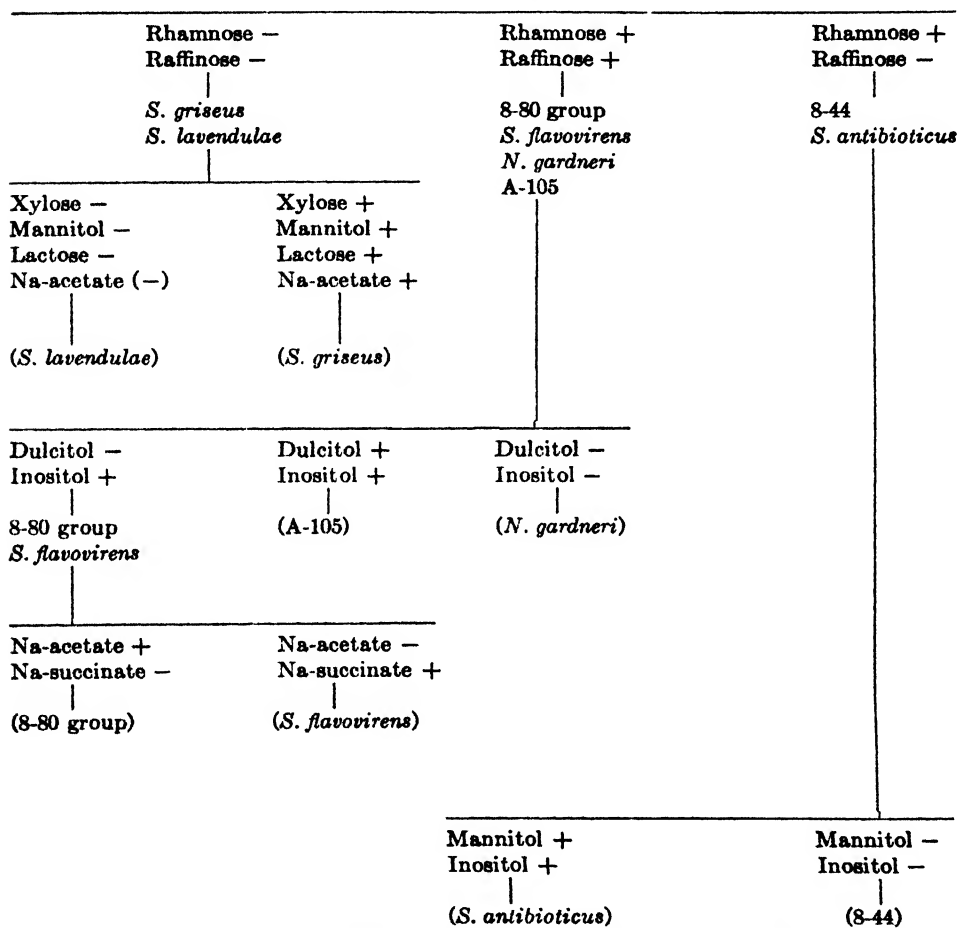 Rhamnose − Rhamnose + Rhamnose +
Raffinose − Raffinose + Raffinose −
S. griseus 8-80 group 8-44
S. lavendulae S. flavovirens S. antibioticus
N. gardneri
A-105
Xylose − Xylose +
Mannitol − Mannitol +
Lactose − Lactose +
Na-acetate (−) Na-acetate +
(S. lavendulae) (S. griseus)
Dulcitol − Dulcitol + Dulcitol −
Inositol + Inositol + Inositol −
8-80 group (A-105) (N. gardneri)
S. flavovirens
Na-acetate + Na-acetate −
Na-succinate − Na-succinate +
(8-80 group) (S. flavovirens)
Mannitol + Mannitol −
Inositol + Inositol −
(S. antibioticus) (8-44)